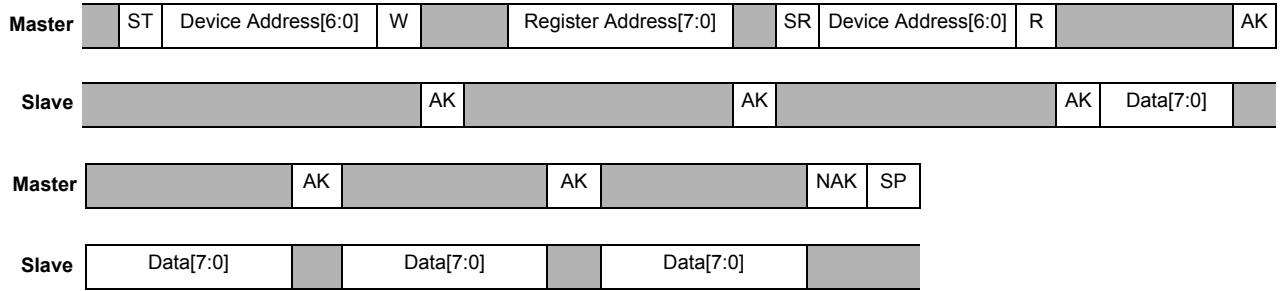 Master ST Device Address[6:0] W Register Address[7:0] SR Device Address[6:0] R AK
Slave AK AK AK Data[7:0]
Master AK AK NAK SP
Slave Data[7:0] Data[7:0] Data[7:0]